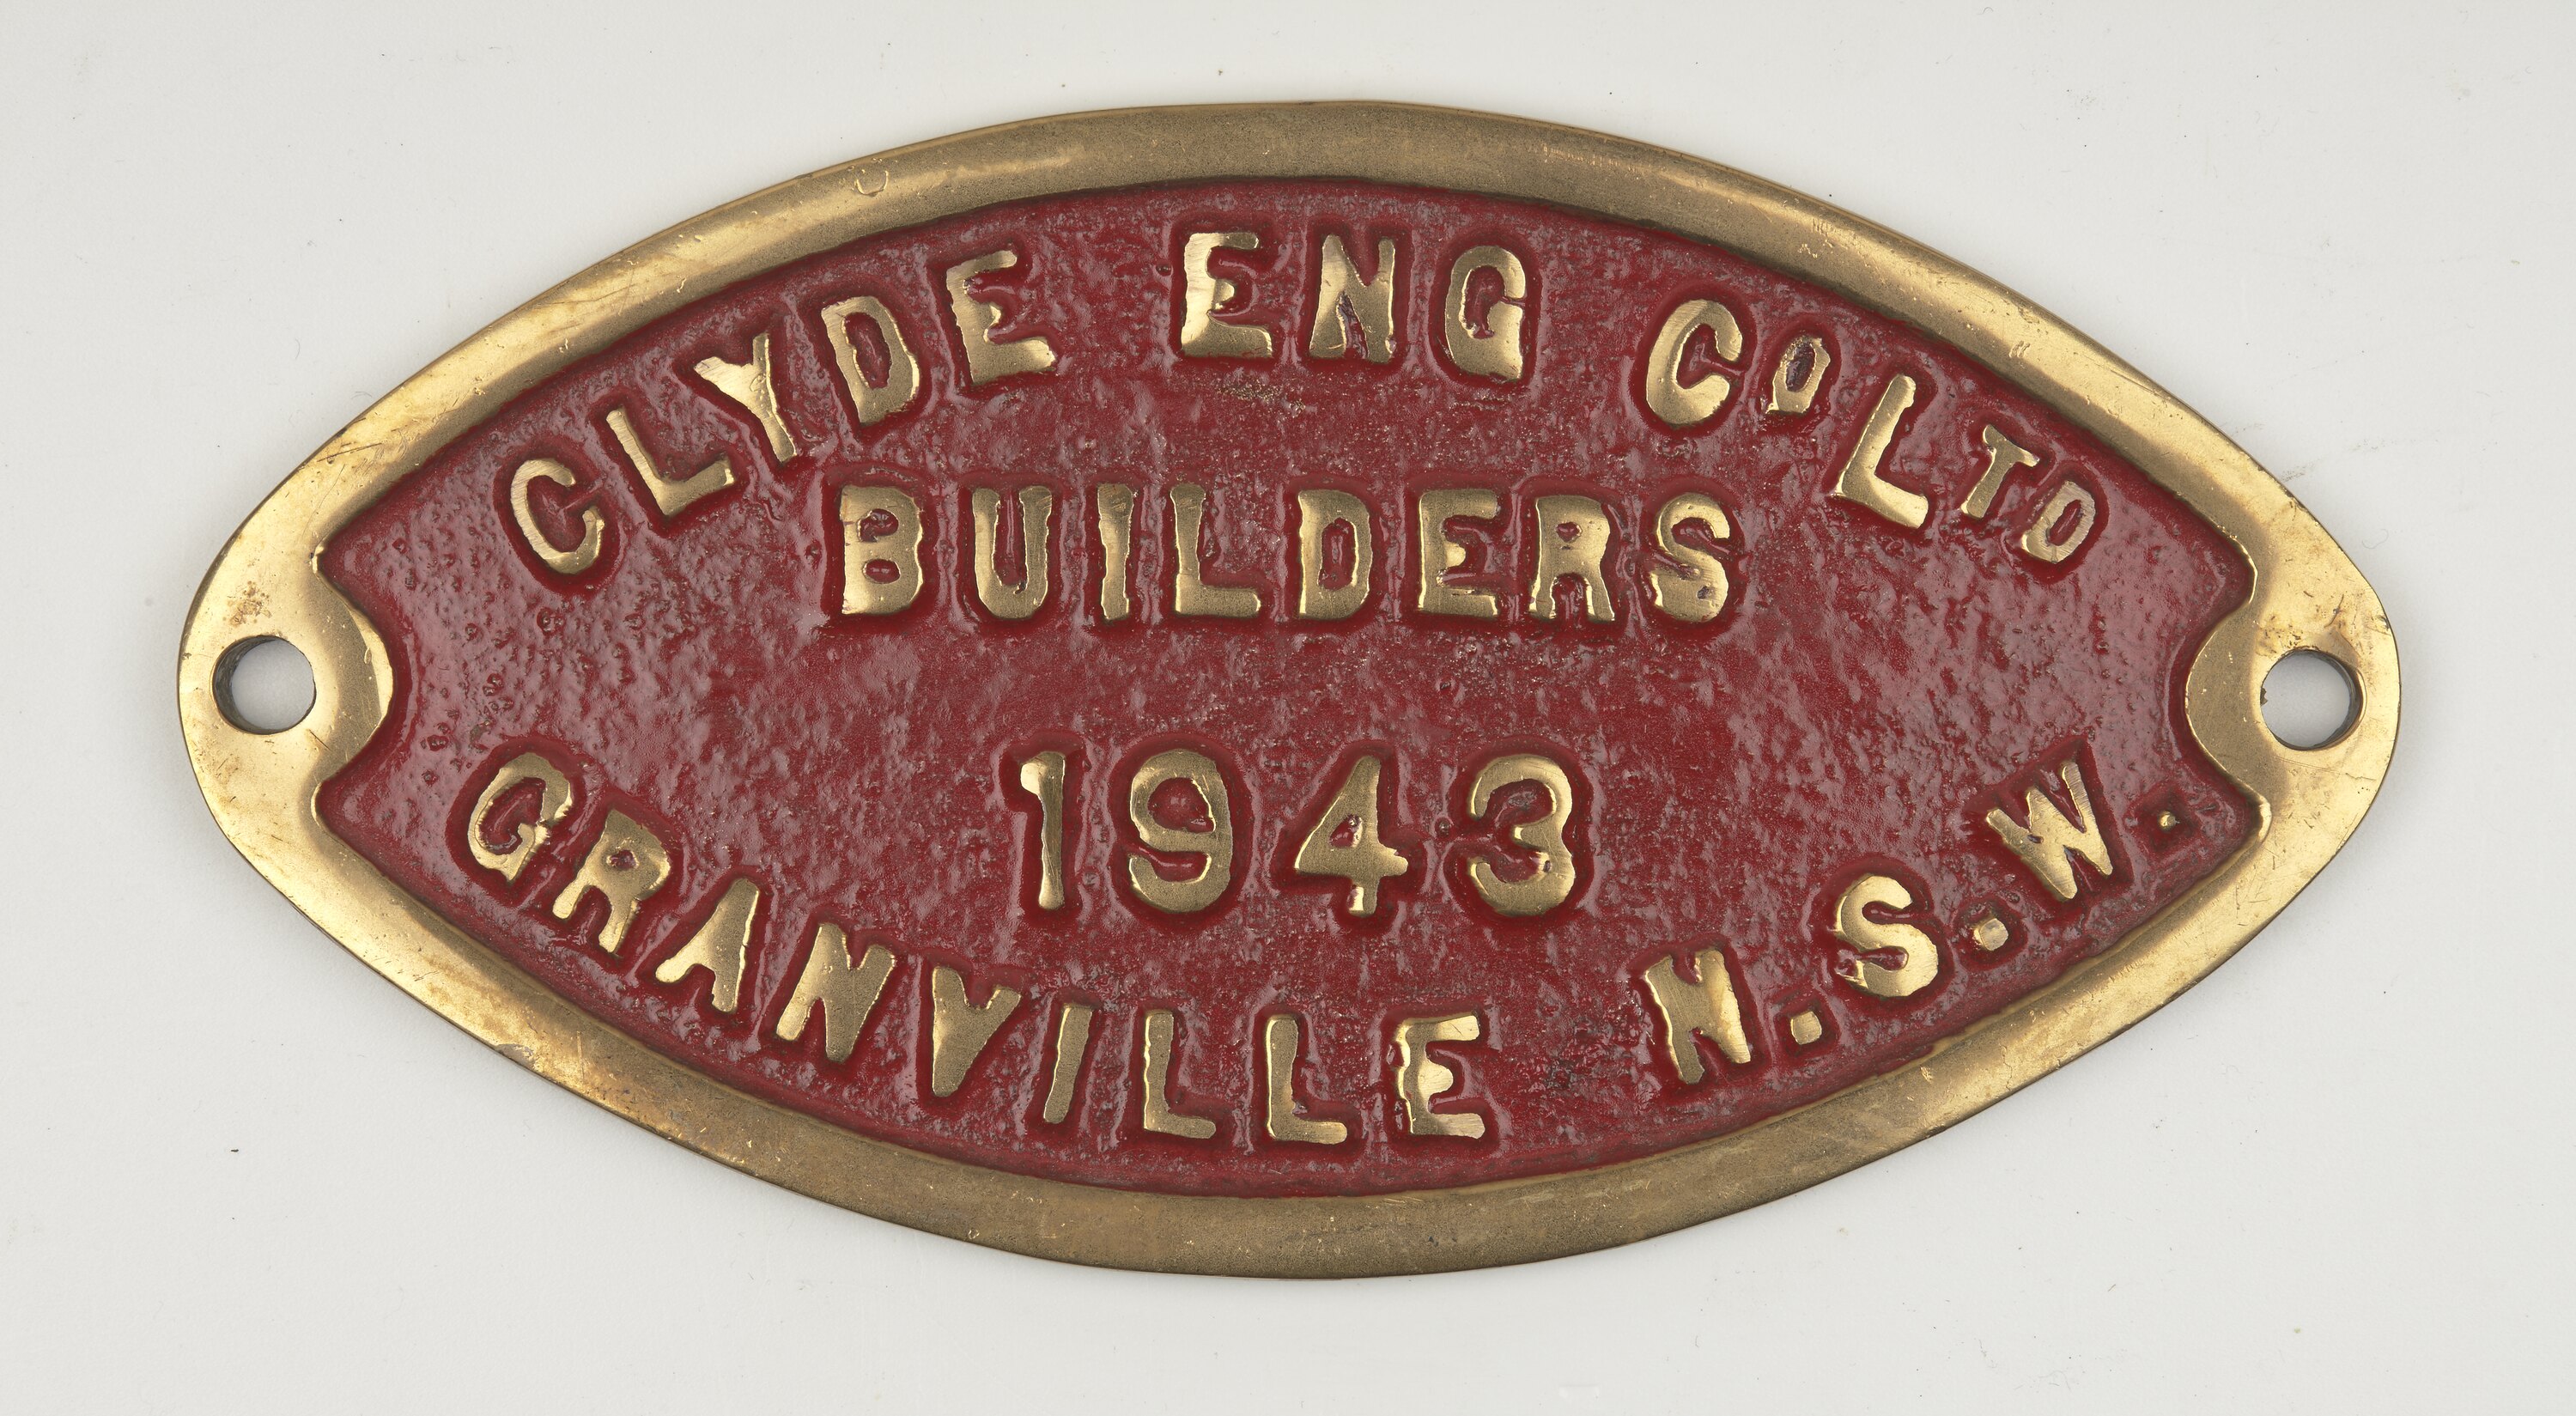 CLYDE ENG Co LTD
BUILDERS
1943
GRANVILLE N.S.W.